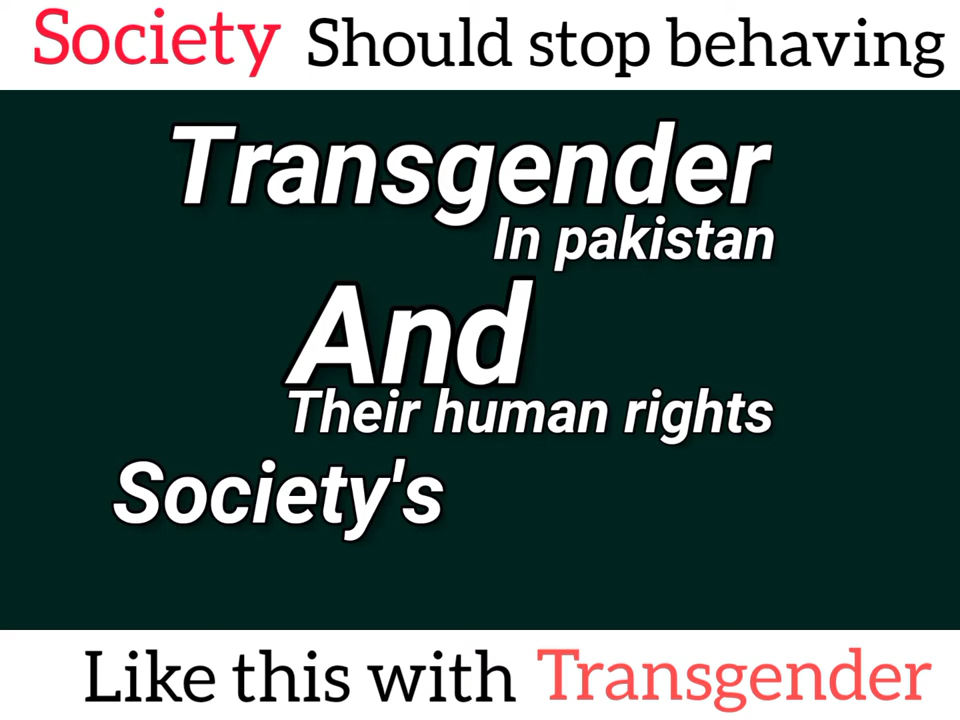 Society Should stop behaving
Transgender
In pakistan
And
Their human rights
Society's
Like this with Transgender